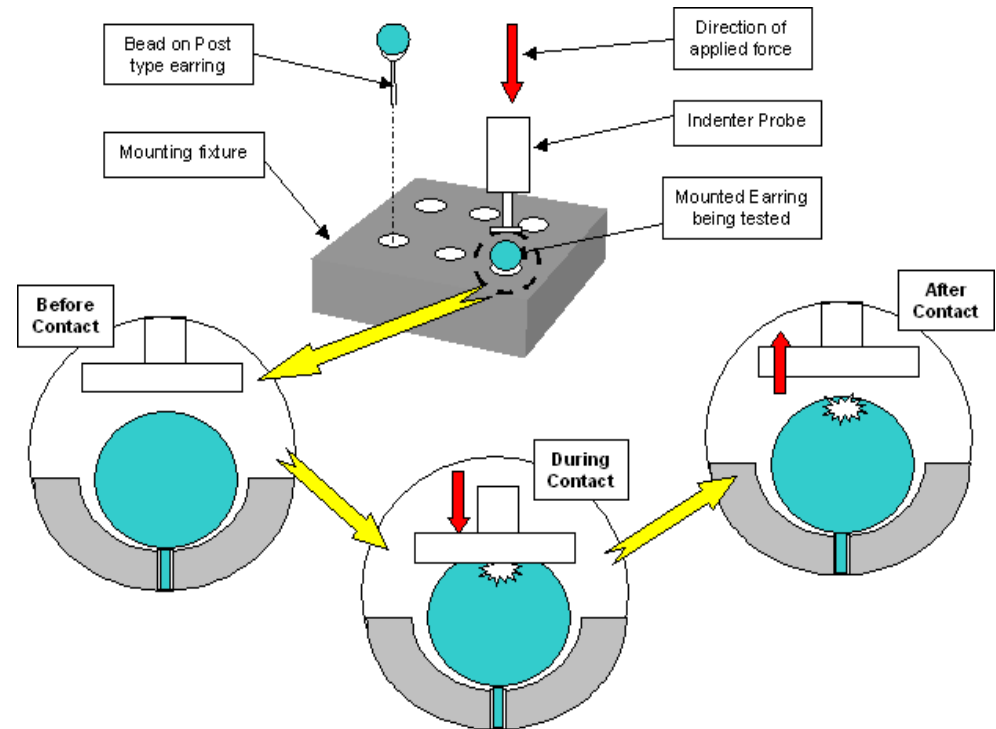 Bead on Post
type earring
Direction of
applied force
Indenter Probe
Mounting fixture
Mounted Earring
being tested
Before
Contact
After
Contact
During
Contact